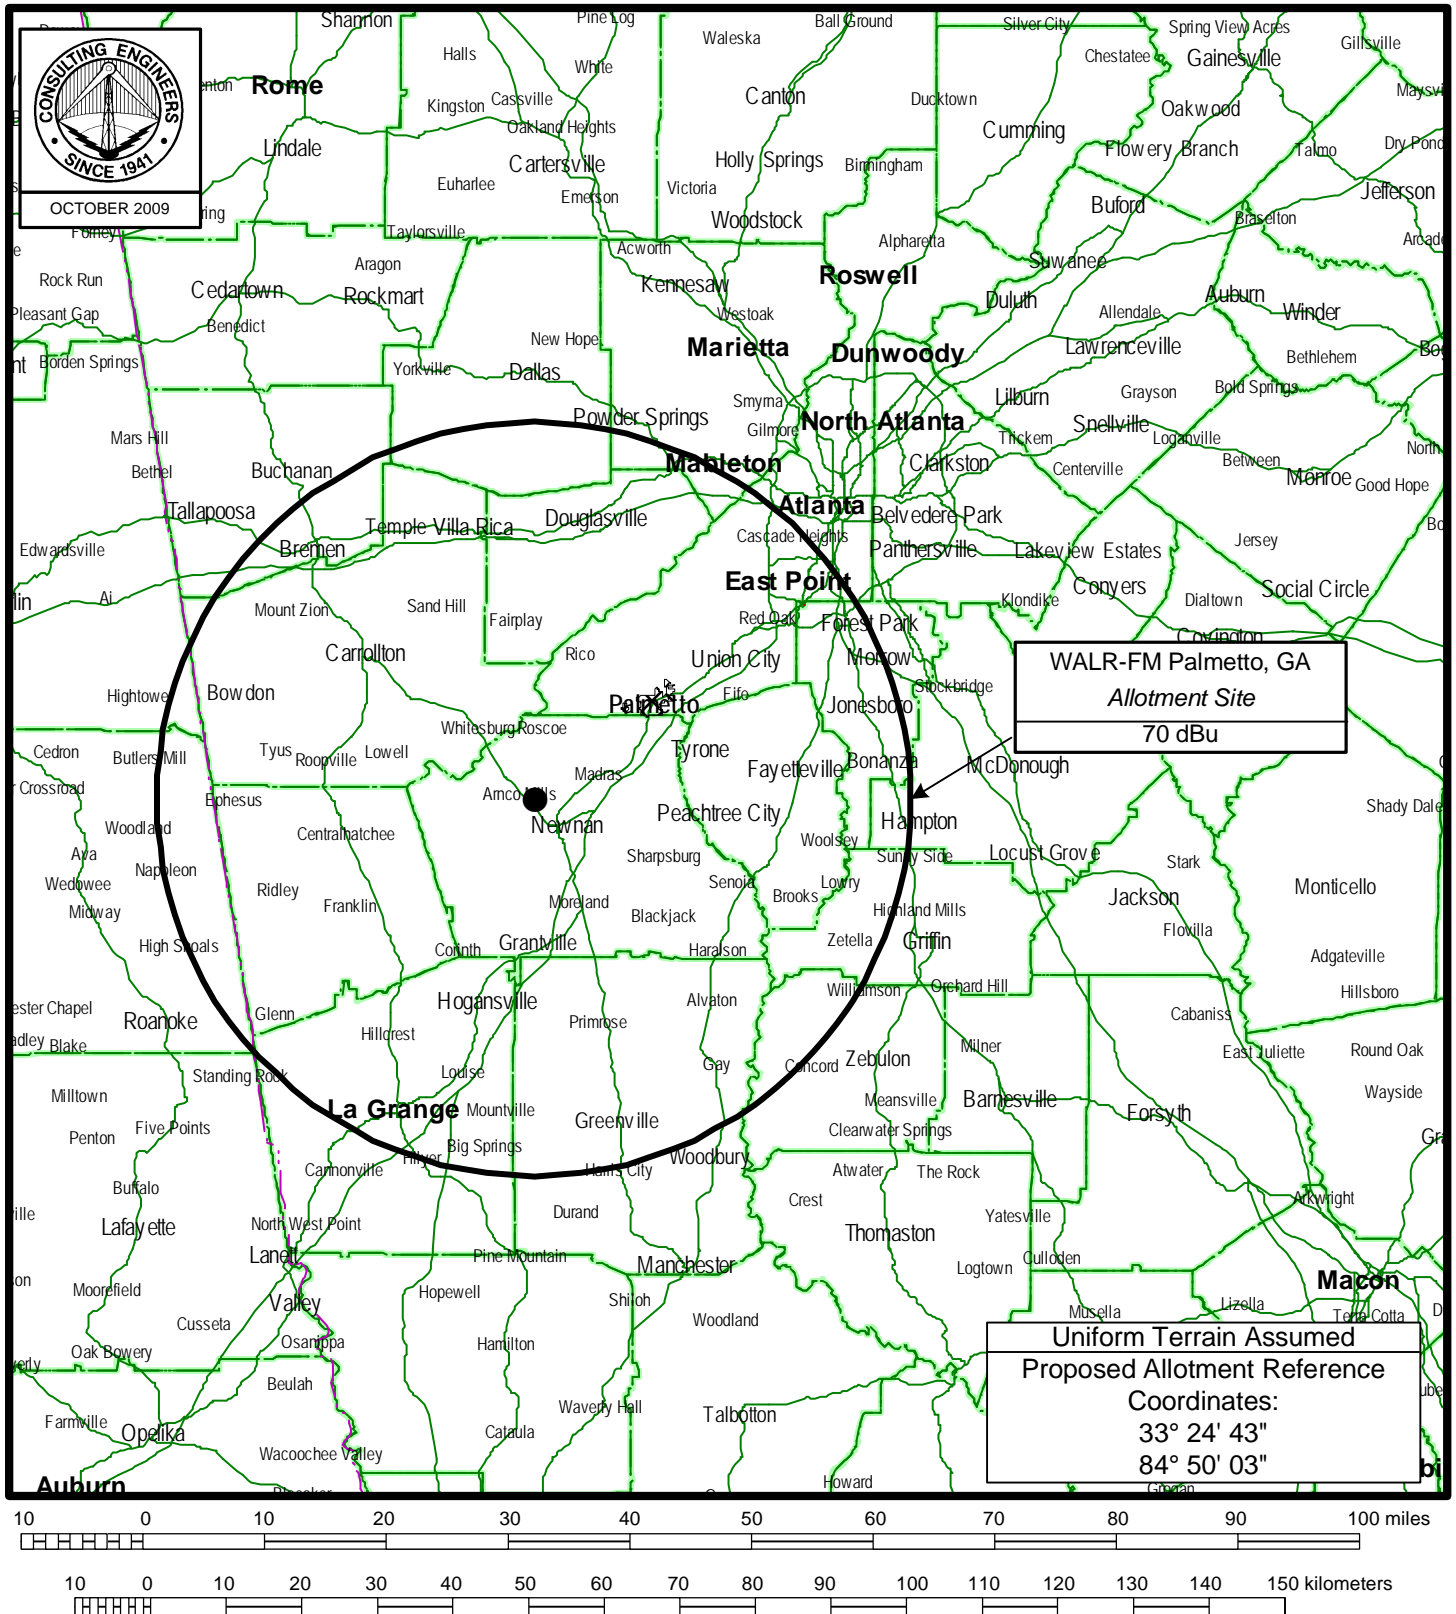 Shannon
Pine Log
Ball Ground
Silver City
Spring View Acres
Gillsville
CONSULTING ENGINEERS
SINCE 1941
OCTOBER 2009
Halls
Waleska
Chestatee
Gainesville
Rome
White
Canton
Ducktown
Oakwood
Kingston
Cassville
Oakland Heights
Cumming
Lindale
Cartersville
Holly Springs
Birmingham
Flowery Branch
Talmo
Dry Pond
Euharlee
Emerson
Victoria
Jefferson
Woodstock
Buford
Braselton
Forney
Taylorsville
Acworth
Alpharetta
Rock Run
Aragon
Kennesaw
Roswell
Suwanee
Cedartown
Rockmart
Duluth
Auburn
Winder
Pleasant Gap
Benedict
Westoak
Allendale
New Hope
Marietta
Dunwoody
Lawrenceville
Bethlehem
Borden Springs
Yorkville
Dallas
Grayson
Bold Springs
Smyrna
Lilburn
Powder Springs
Gilmore
North Atlanta
Snellville
Trickem
Loganville
Mars Hill
Bethel
Buchanan
Mableton
Clarkston
Centerville
Between
North
Monroe
Good Hope
Tallapoosa
Temple
Villa Rica
Douglasville
Atlanta
Belvedere Park
Edwardsville
Bremen
Cascade Heights
Panthersville
Lakeview Estates
Jersey
East Point
Conyers
Social Circle
Ai
Mount Zion
Sand Hill
Fairplay
Red Oak
Forest Park
Klondike
Dialtown
Covington
Carrollton
Rico
Union City
Morrow
WALR-FM Palmetto, GA
Allotment Site
70 dBu
Hightower
Bowdon
Palmetto
Fifo
Jonesboro
Stockbridge
Whitesburg
Roscoe
Cedron
Butlers Mill
Tyus
Roopville
Lowell
Tyrone
Fayetteville
Bonanza
McDonough
Crossroad
Madras
Ephesus
Arnco Mills
Shady Dale
Woodland
Centralhatchee
Newnan
Peachtree City
Hampton
Woolsey
Ava
Sharpsburg
Sunny Side
Locust Grove
Stark
Napoleon
Wedowee
Ridley
Senoia
Lowry
Brooks
Jackson
Monticello
Midway
Franklin
Moreland
Blackjack
Highland Mills
High Shoals
Corinth
Grantville
Haralson
Zetella
Griffin
Flovilla
Adgateville
Williamson
Orchard Hill
Hillsboro
Hogansville
Alvaton
Glenn
Roanoke
Primrose
Cabaniss
Hillcrest
Blake
Milner
East Juliette
Round Oak
Standing Rock
Louise
Gay
Concord
Zebulon
Milltown
Wayside
La Grange
Mountville
Meansville
Barnesville
Forsyth
Penton
Five Points
Greenville
Clearwater Springs
Big Springs
Cannonville
Hillyer
Harris City
Woodbury
Atwater
The Rock
Buffalo
Crest
Arkwright
Lafayette
North West Point
Durand
Thomaston
Yatesville
Lanett
Pine Mountain
Manchester
Logtown
Culloden
Moorefield
Hopewell
Shiloh
Macon
Valley
Woodland
Musella
Lizella
Terra Cotta
Cusseta
Osanippa
Hamilton
Oak Bowery
Beulah
Uniform Terrain Assumed
Proposed Allotment Reference
Coordinates:
33° 24' 43"
84° 50' 03"
Farmville
Opelika
Waverly Hall
Talbotton
Cataula
Wacoochee Valley
Howard
Auburn
10 0 10 20 30 40 50 60 70 80 90 100 miles
10 0 10 20 30 40 50 60 70 80 90 100 110 120 130 140 150 kilometers